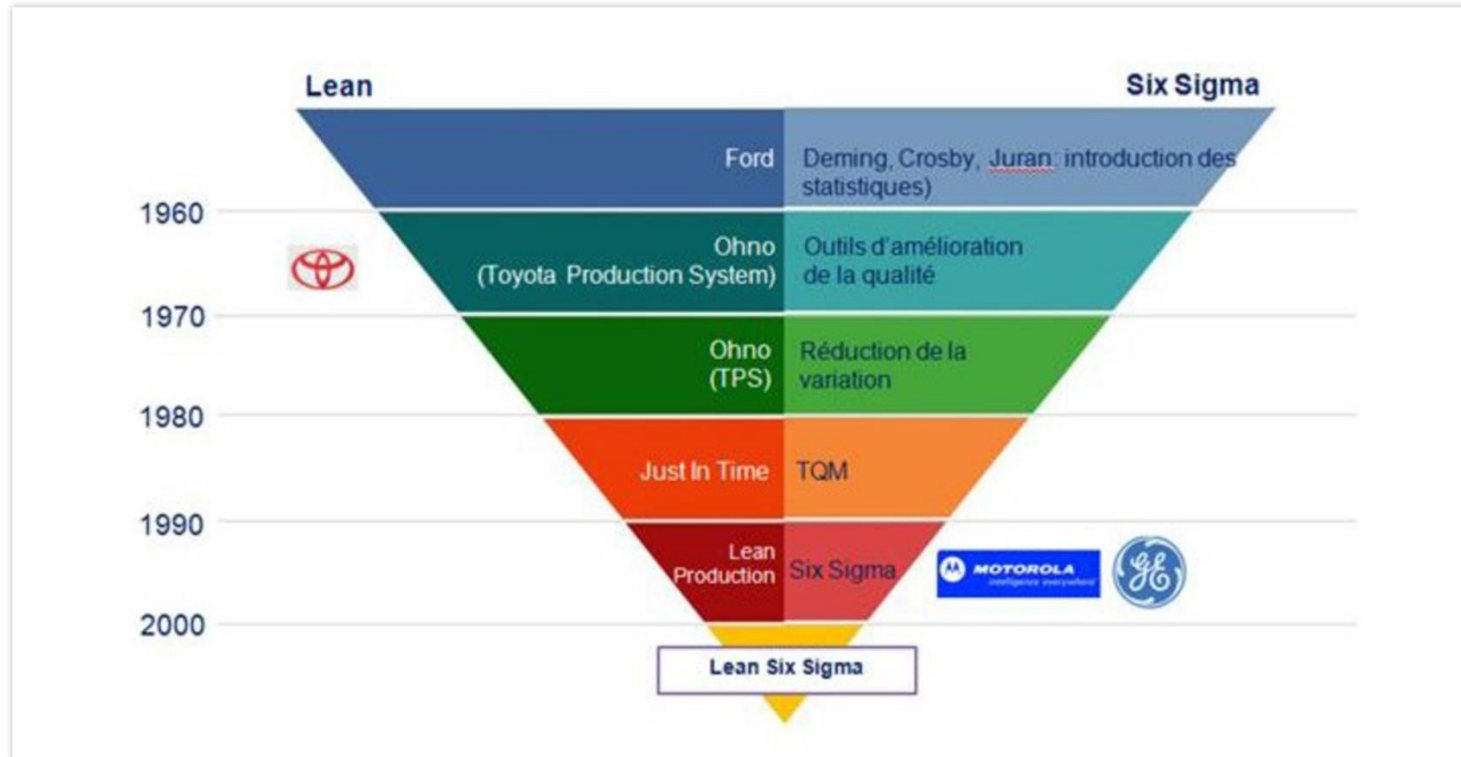 Lean
Six Sigma
Ford
Deming, Crosby, Juran: introduction des
statistiques)
1960
Ohno
(Toyota Production System)
Outils d'amélioration
de la qualité
1970
Ohno
(TPS)
Réduction de la
variation
1980
Just In Time
TQM
1990
Lean
Production
Six Sigma
MOTOROLA
intelligence everywhere
GE
2000
Lean Six Sigma